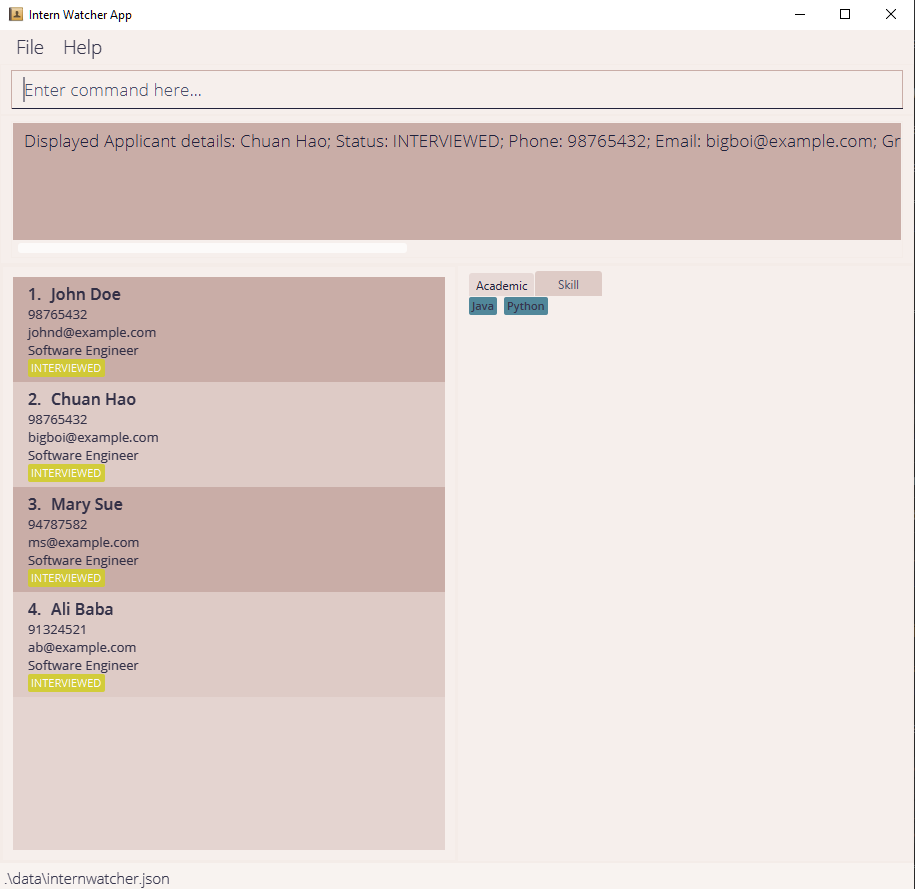 Intern Watcher App
File Help
Enter command here...
Displayed Applicant details: Chuan Hao; Status: INTERVIEWED; Phone: 98765432; Email: bigboi@example.com; Gr
1. John Doe
98765432
johnd@example.com
Software Engineer
INTERVIEWED
2. Chuan Hao
98765432
bigboi@example.com
Software Engineer
INTERVIEWED
3. Mary Sue
94787582
ms@example.com
Software Engineer
INTERVIEWED
4. Ali Baba
91324521
ab@example.com
Software Engineer
INTERVIEWED
Academic Skill
Java Python
.\data\internwatcher.json